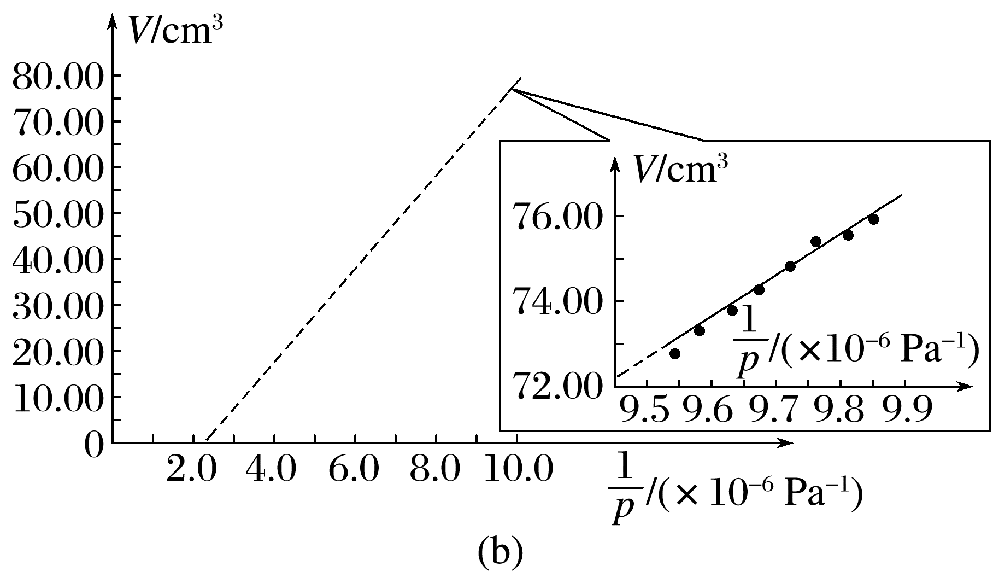 V/cm³
80.00
70.00
60.00
50.00
40.00
30.00
20.00
10.00
0
2.0 4.0 6.0 8.0 10.0
1/p/(× 10⁻⁶ Pa⁻¹)
V/cm³
76.00
74.00
72.00
9.5 9.6 9.7 9.8 9.9
1/p/(×10⁻⁶ Pa⁻¹)
(b)